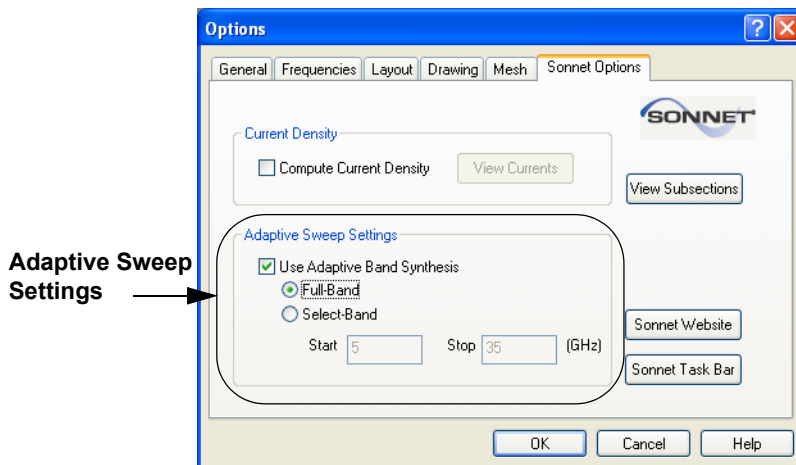 Options
General Frequencies Layout Drawing Mesh Sonnet Options
SONNET
Current Density
Compute Current Density View Currents
View Subsections
Adaptive Sweep Settings
Adaptive Sweep
Settings
Use Adaptive Band Synthesis
Full-Band
Select-Band
Start 5 Stop 35 (GHz)
Sonnet Website
Sonnet Task Bar
OK Cancel Help